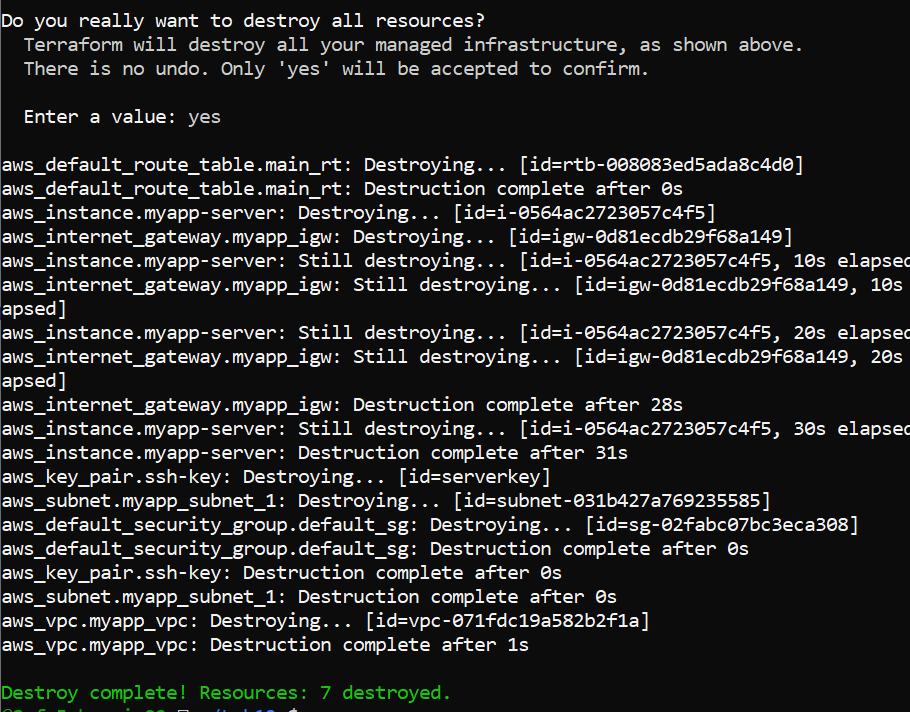 Do you really want to destroy all resources?
Terraform will destroy all your managed infrastructure, as shown above.
There is no undo. Only 'yes' will be accepted to confirm.
Enter a value: yes
aws_default_route_table.main_rt: Destroying... [id=rtb-008083ed5ada8c4d0]
aws_default_route_table.main_rt: Destruction complete after 0s
aws_instance.myapp-server: Destroying... [id=i-0564ac2723057c4f5]
aws_internet_gateway.myapp_igw: Destroying... [id=igw-0d81ecdb29f68a149]
aws_instance.myapp-server: Still destroying... [id=i-0564ac2723057c4f5, 10s elapsed
aws_internet_gateway.myapp_igw: Still destroying... [id=igw-0d81ecdb29f68a149, 10s
apsed]
aws_instance.myapp-server: Still destroying... [id=i-0564ac2723057c4f5, 20s elapsed
aws_internet_gateway.myapp_igw: Still destroying... [id=igw-0d81ecdb29f68a149, 20s
apsed]
aws_internet_gateway.myapp_igw: Destruction complete after 28s
aws_instance.myapp-server: Still destroying... [id=i-0564ac2723057c4f5, 30s elapsed
aws_instance.myapp-server: Destruction complete after 31s
aws_key_pair.ssh-key: Destroying... [id=serverkey]
aws_subnet.myapp_subnet_1: Destroying... [id=subnet-031b427a769235585]
aws_default_security_group.default_sg: Destroying... [id=sg-02fabc07bc3eca308]
aws_default_security_group.default_sg: Destruction complete after 0s
aws_key_pair.ssh-key: Destruction complete after 0s
aws_subnet.myapp_subnet_1: Destruction complete after 0s
aws_vpc.myapp_vpc: Destroying... [id=vpc-071fdc19a582b2f1a]
aws_vpc.myapp_vpc: Destruction complete after 1s
Destroy complete! Resources: 7 destroyed.